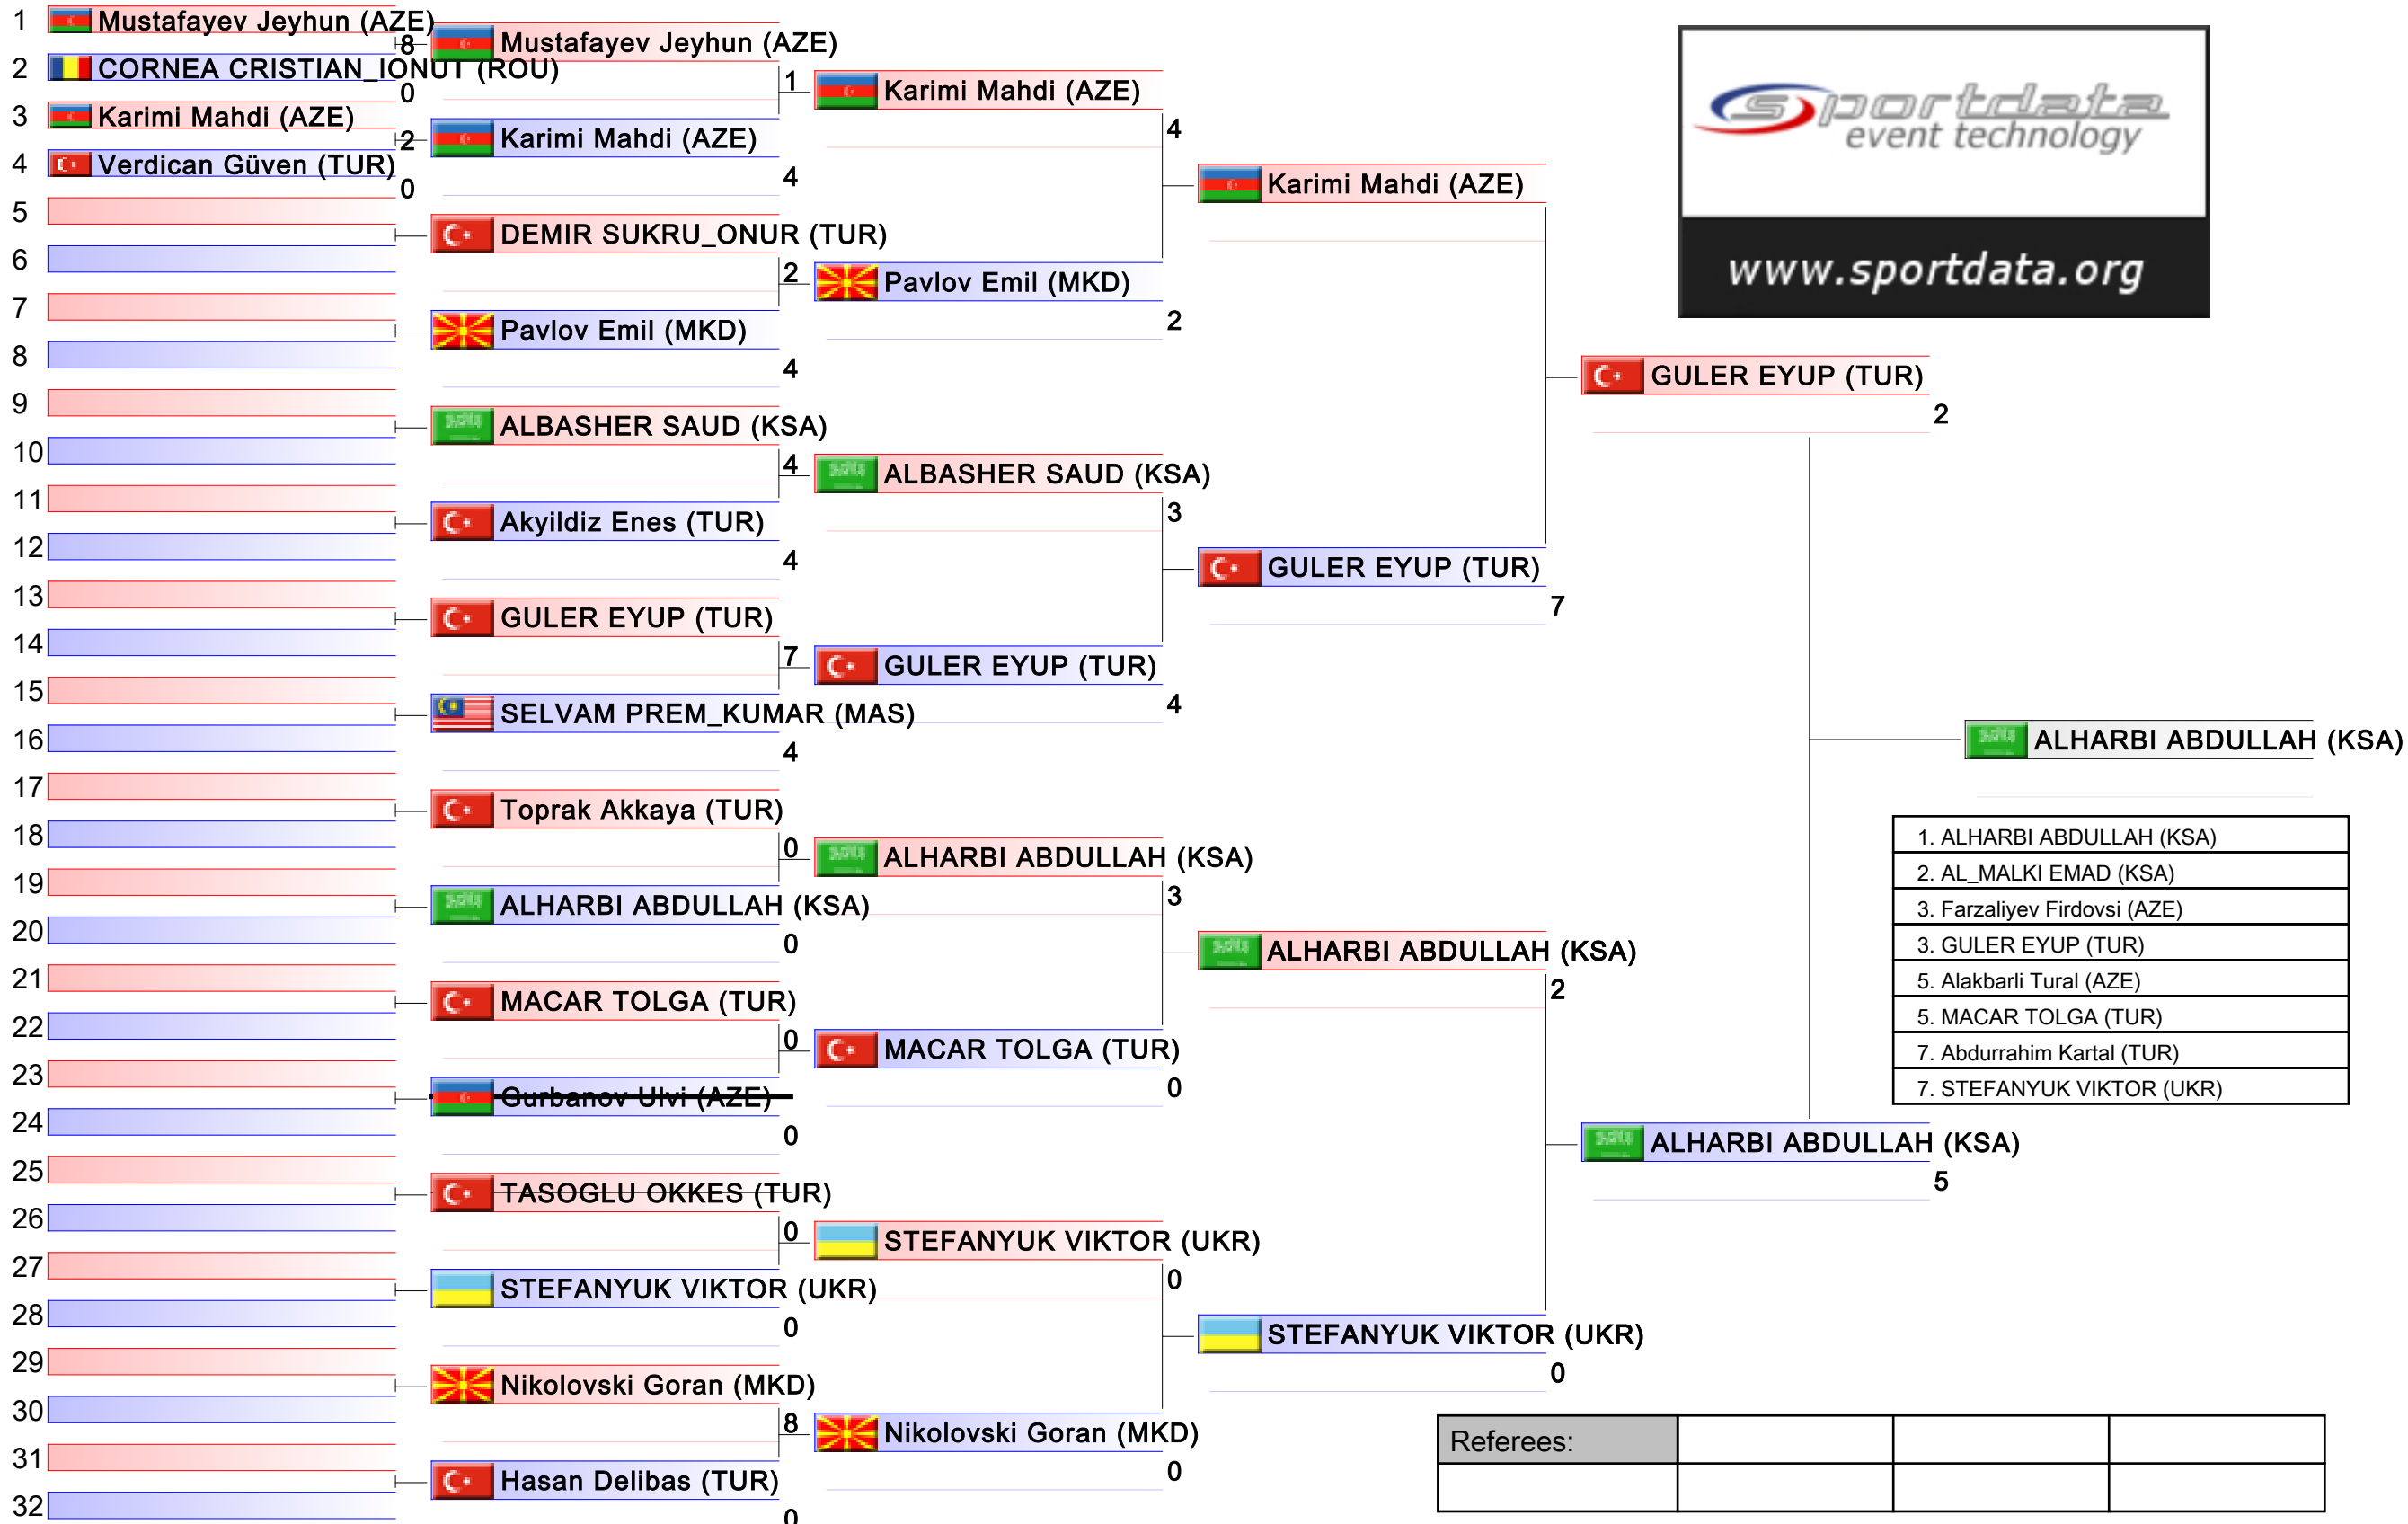 1 Mustafayev Jeyhun (AZE)
8
2 CORNEA CRISTIAN_IONUT (ROU)
0
3 Karimi Mahdi (AZE)
2
4 Verdican Güven (TUR)
0
5
6
7
8
9
10
11
12
13
14
15
16
17
18
19
20
21
22
23
24
25
26
27
28
29
30
31
32
Mustafayev Jeyhun (AZE)
1
Karimi Mahdi (AZE)
4
DEMIR SUKRU_ONUR (TUR)
2
Pavlov Emil (MKD)
4
ALBASHER SAUD (KSA)
4
Akyildiz Enes (TUR)
4
GULER EYUP (TUR)
7
SELVAM PREM_KUMAR (MAS)
4
Toprak Akkaya (TUR)
0
ALHARBI ABDULLAH (KSA)
0
MACAR TOLGA (TUR)
0
Gurbanov Ulvi (AZE)
0
TASOGLU OKKES (TUR)
0
STEFANYUK VIKTOR (UKR)
0
Nikolovski Goran (MKD)
8
Hasan Delibas (TUR)
0
Karimi Mahdi (AZE)
4
Pavlov Emil (MKD)
2
ALBASHER SAUD (KSA)
3
GULER EYUP (TUR)
4
ALHARBI ABDULLAH (KSA)
3
MACAR TOLGA (TUR)
0
STEFANYUK VIKTOR (UKR)
0
Nikolovski Goran (MKD)
0
Karimi Mahdi (AZE)
GULER EYUP (TUR)
7
ALHARBI ABDULLAH (KSA)
2
STEFANYUK VIKTOR (UKR)
0
GULER EYUP (TUR)
2
ALHARBI ABDULLAH (KSA)
5
ALHARBI ABDULLAH (KSA)
sportdata
event technology
www.sportdata.org
1. ALHARBI ABDULLAH (KSA)
2. AL_MALKI EMAD (KSA)
3. Farzaliyev Firdovsi (AZE)
3. GULER EYUP (TUR)
5. Alakbarli Tural (AZE)
5. MACAR TOLGA (TUR)
7. Abdurrahim Kartal (TUR)
7. STEFANYUK VIKTOR (UKR)
Referees: